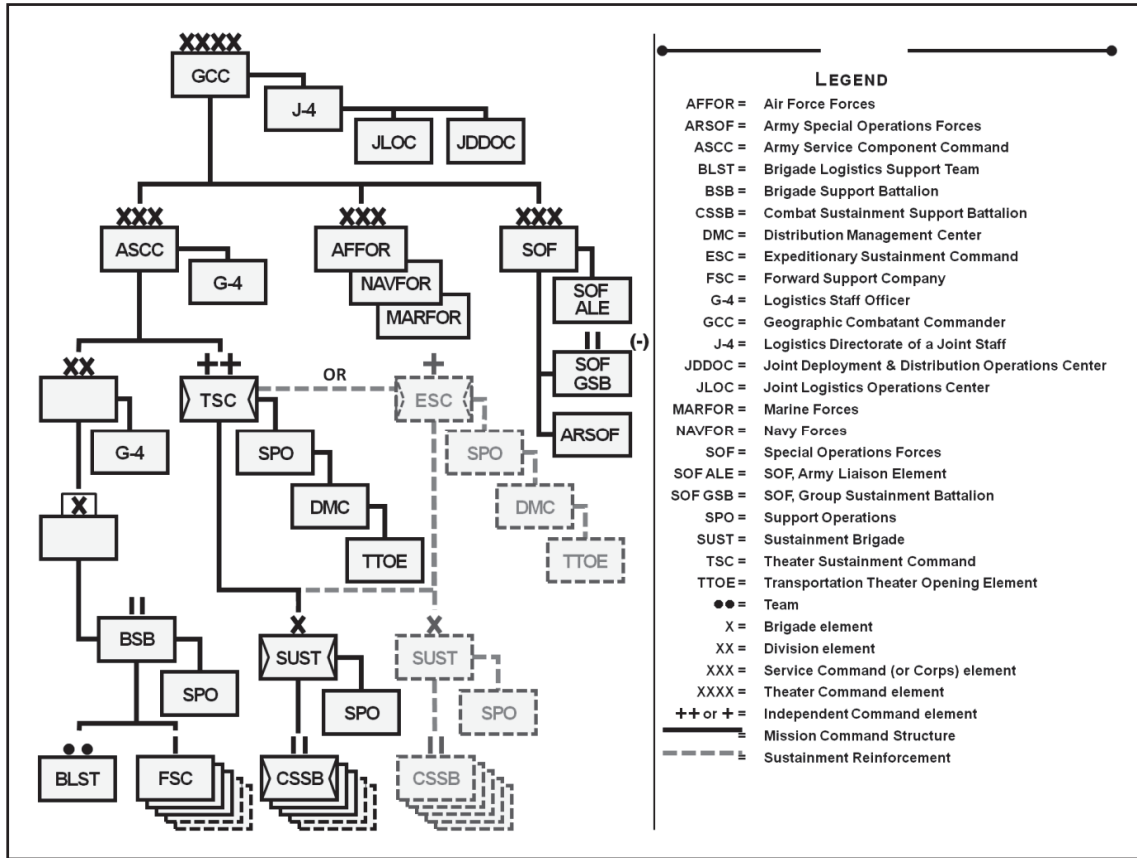 XXXX
GCC
J-4
JLOC
JDDOC
XXX
ASCC
G-4
XXX
AFFOR
NAVFOR
MARFOR
XXX
SOF
SOF
ALE
(-)
SOF
GSB
ARSOF
XX
G-4
++
TSC
OR
+
ESC
SPO
DMC
TTOE
SPO
DMC
TTOE
X
BSB
SPO
X
SUST
SPO
X
SUST
SPO
BLST
FSC
CSSB
CSSB
LEGEND
AFFOR = Air Force Forces
ARSOF = Army Special Operations Forces
ASCC = Army Service Component Command
BLST = Brigade Logistics Support Team
BSB = Brigade Support Battalion
CSSB = Combat Sustainment Support Battalion
DMC = Distribution Management Center
ESC = Expeditionary Sustainment Command
FSC = Forward Support Company
G-4 = Logistics Staff Officer
GCC = Geographic Combatant Commander
J-4 = Logistics Directorate of a Joint Staff
JDDOC = Joint Deployment & Distribution Operations Center
JLOC = Joint Logistics Operations Center
MARFOR = Marine Forces
NAVFOR = Navy Forces
SOF = Special Operations Forces
SOF ALE = SOF, Army Liaison Element
SOF GSB = SOF, Group Sustainment Battalion
SPO = Support Operations
SUST = Sustainment Brigade
TSC = Theater Sustainment Command
TTOE = Transportation Theater Opening Element
●● = Team
X = Brigade element
XX = Division element
XXX = Service Command (or Corps) element
XXXX = Theater Command element
++ or + = Independent Command element
= Mission Command Structure
= Sustainment Reinforcement